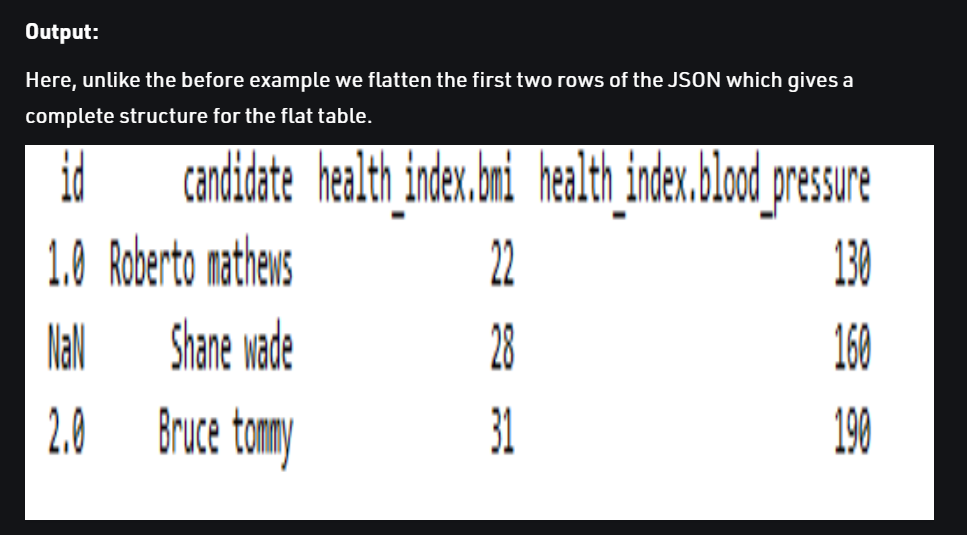 Output:
Here, unlike the before example we flatten the first two rows of the JSON which gives a
complete structure for the flat table.
id candidate health_index.bmi health_index.blood_pressure
1.0 Roberto mathews 22 130
NaN Shane wade 28 160
2.0 Bruce tommy 31 190